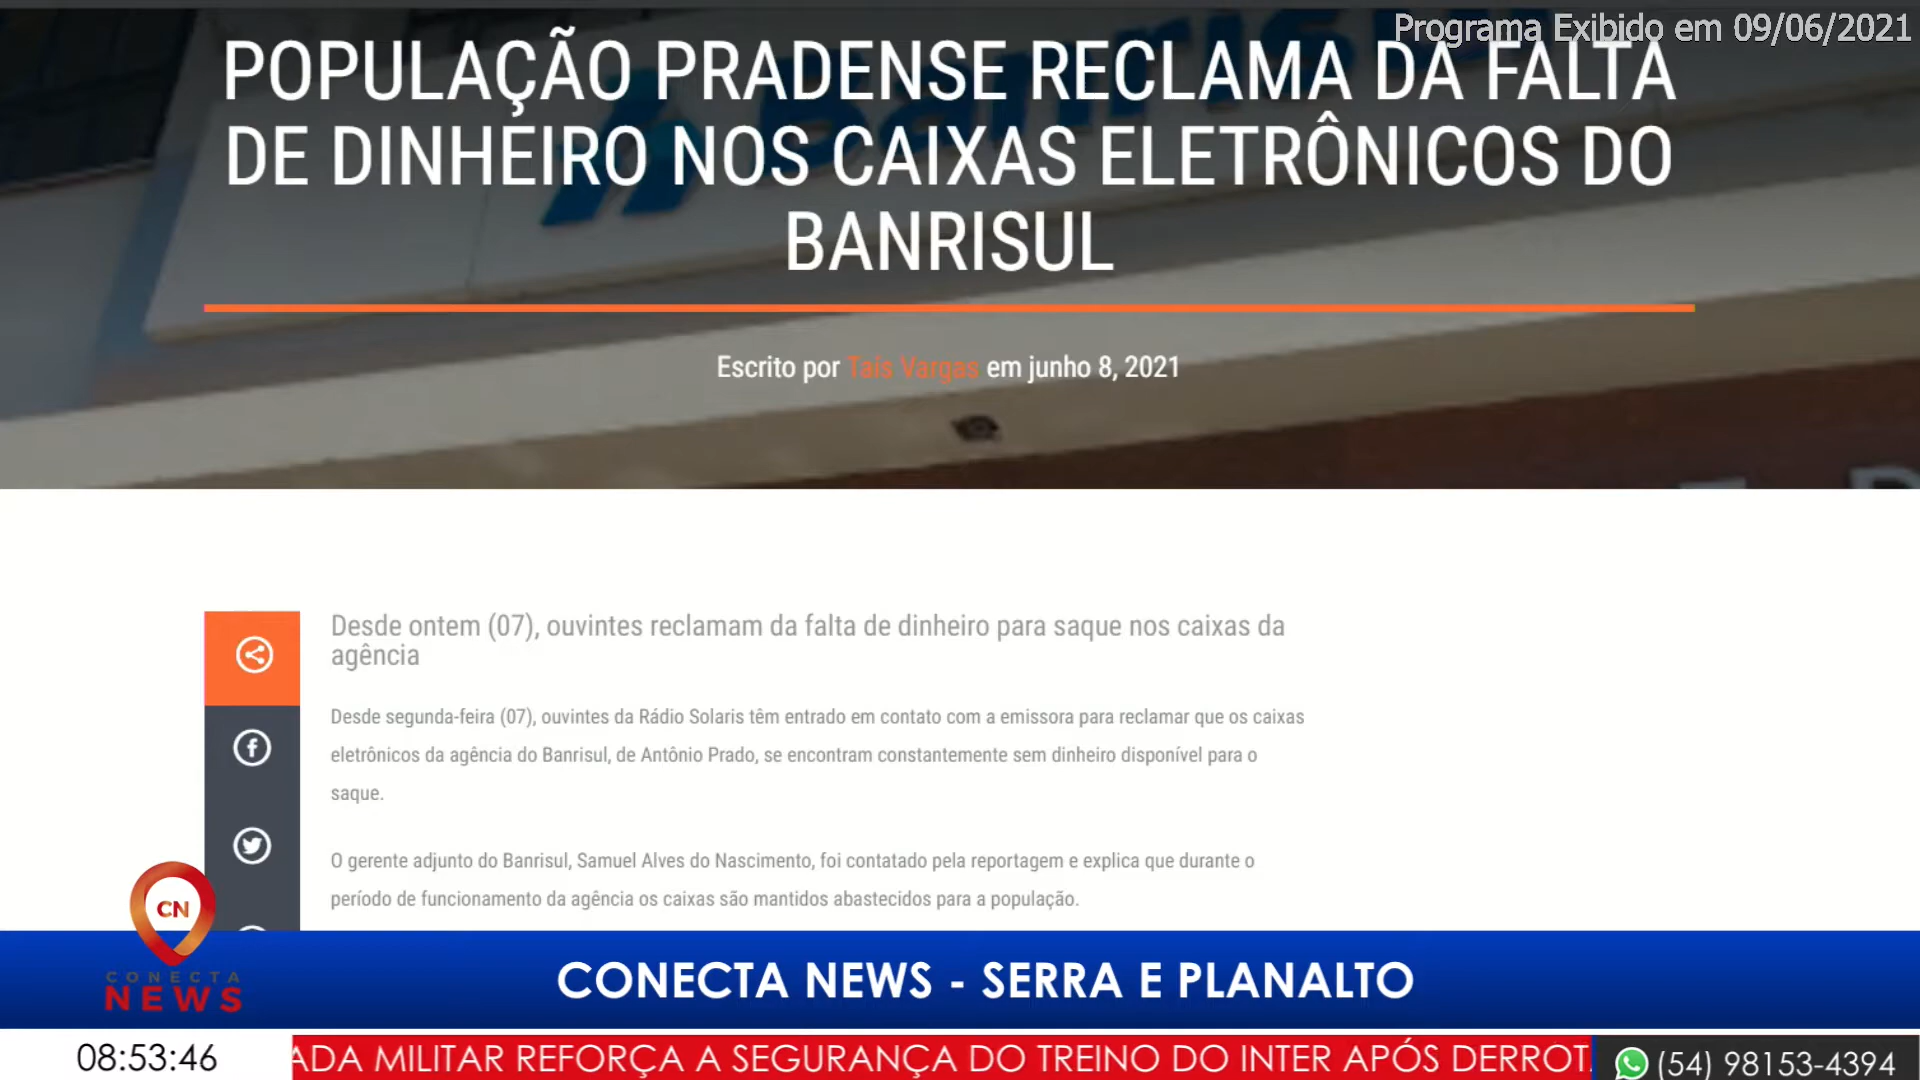 Programa Exibido em 09/06/2021
POPULAÇÃO PRADENSE RECLAMA DA FALTA
DE DINHEIRO NOS CAIXAS ELETRÔNICOS DO
BANRISUL
Escrito por Taís Vargas em junho 8, 2021
Desde ontem (07), ouvintes reclamam da falta de dinheiro para saque nos caixas da
agência
Desde segunda-feira (07), ouvintes da Rádio Solaris têm entrado em contato com a emissora para reclamar que os caixas
eletrônicos da agência do Banrisul, de Antônio Prado, se encontram constantemente sem dinheiro disponível para o
saque.
O gerente adjunto do Banrisul, Samuel Alves do Nascimento, foi contatado pela reportagem e explica que durante o
período de funcionamento da agência os caixas são mantidos abastecidos para a população.
CN
CONECTA
NEWS
CONECTA NEWS - SERRA E PLANALTO
08:53:46
ADA MILITAR REFORÇA A SEGURANÇA DO TREINO DO INTER APÓS DERROT
(54) 98153-4394